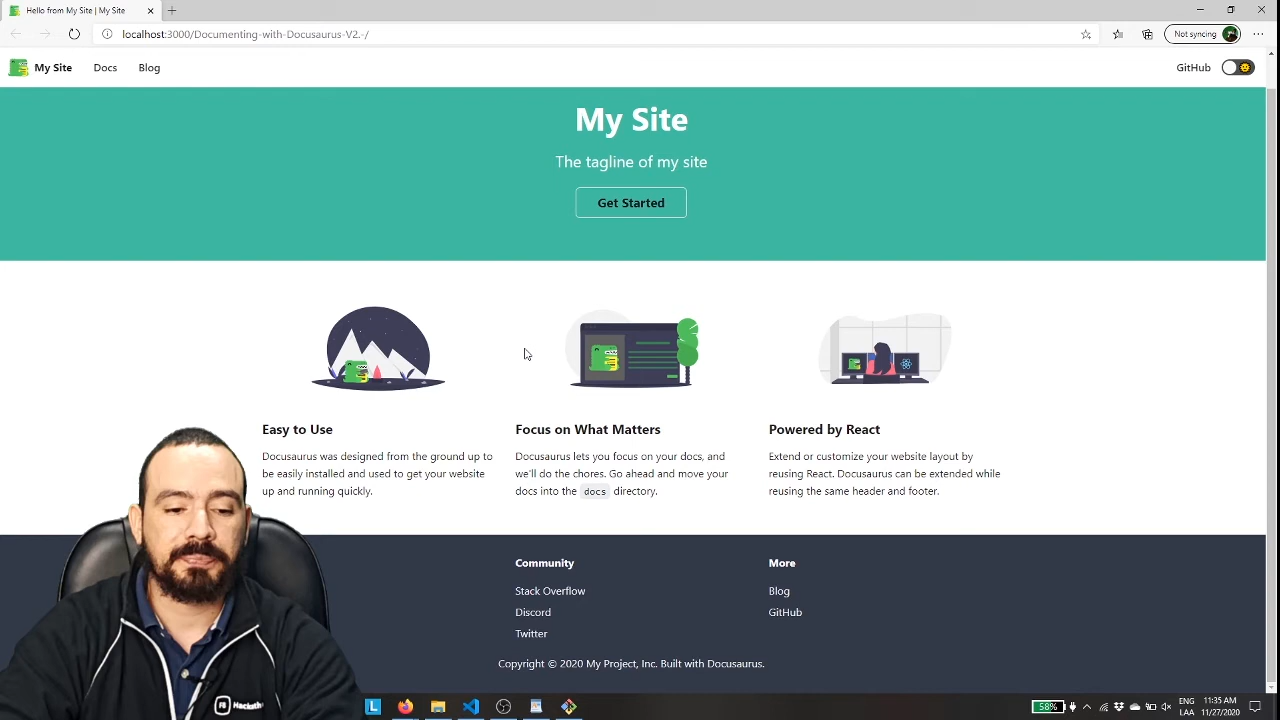 Hello from My Site | My Site
localhost:3000/Documenting-with-Docusaurus-V2.-/
Not syncing
My Site
Docs
Blog
GitHub
My Site
The tagline of my site
Get Started
Easy to Use
Docusaurus was designed from the ground up to
be easily installed and used to get your website
up and running quickly.
Focus on What Matters
Docusaurus lets you focus on your docs, and
we'll do the chores. Go ahead and move your
docs into the docs directory.
Powered by React
Extend or customize your website layout by
reusing React. Docusaurus can be extended while
reusing the same header and footer.
Community
Stack Overflow
Discord
Twitter
More
Blog
GitHub
Copyright © 2020 My Project, Inc. Built with Docusaurus.
L
58%
ENG
LAA
11:35 AM
11/27/2020